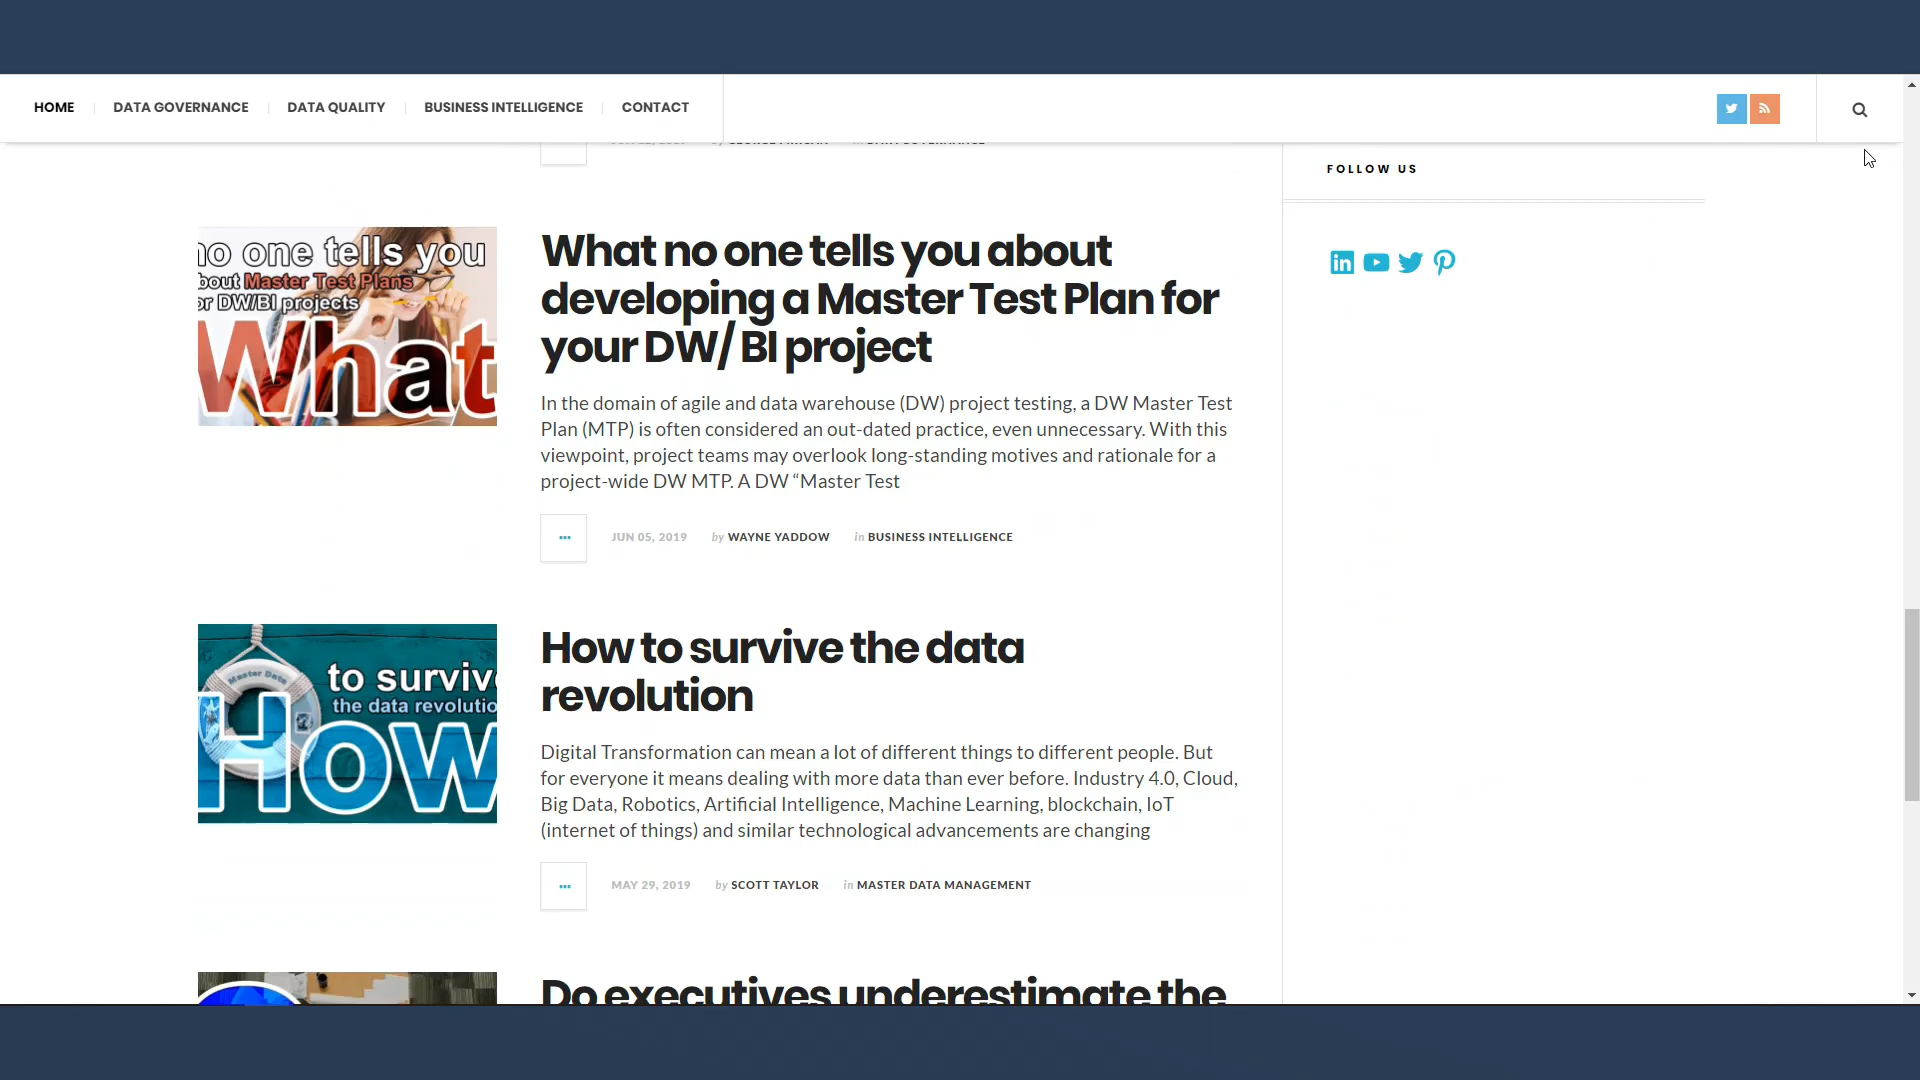 HOME
DATA GOVERNANCE
DATA QUALITY
BUSINESS INTELLIGENCE
CONTACT
FOLLOW US
no one tells you
bout Master Test Plans
or DW/BI projects
What
What no one tells you about
developing a Master Test Plan for
your DW/ BI project
In the domain of agile and data warehouse (DW) project testing, a DW Master Test
Plan (MTP) is often considered an out-dated practice, even unnecessary. With this
viewpoint, project teams may overlook long-standing motives and rationale for a
project-wide DW MTP. A DW “Master Test
JUN 05, 2019 by WAYNE YADDOW in BUSINESS INTELLIGENCE
Master Data
to surviv
the data revolutio
How
How to survive the data
revolution
Digital Transformation can mean a lot of different things to different people. But
for everyone it means dealing with more data than ever before. Industry 4.0, Cloud,
Big Data, Robotics, Artificial Intelligence, Machine Learning, blockchain, IoT
(internet of things) and similar technological advancements are changing
MAY 29, 2019 by SCOTT TAYLOR in MASTER DATA MANAGEMENT
Do executives underestimate the